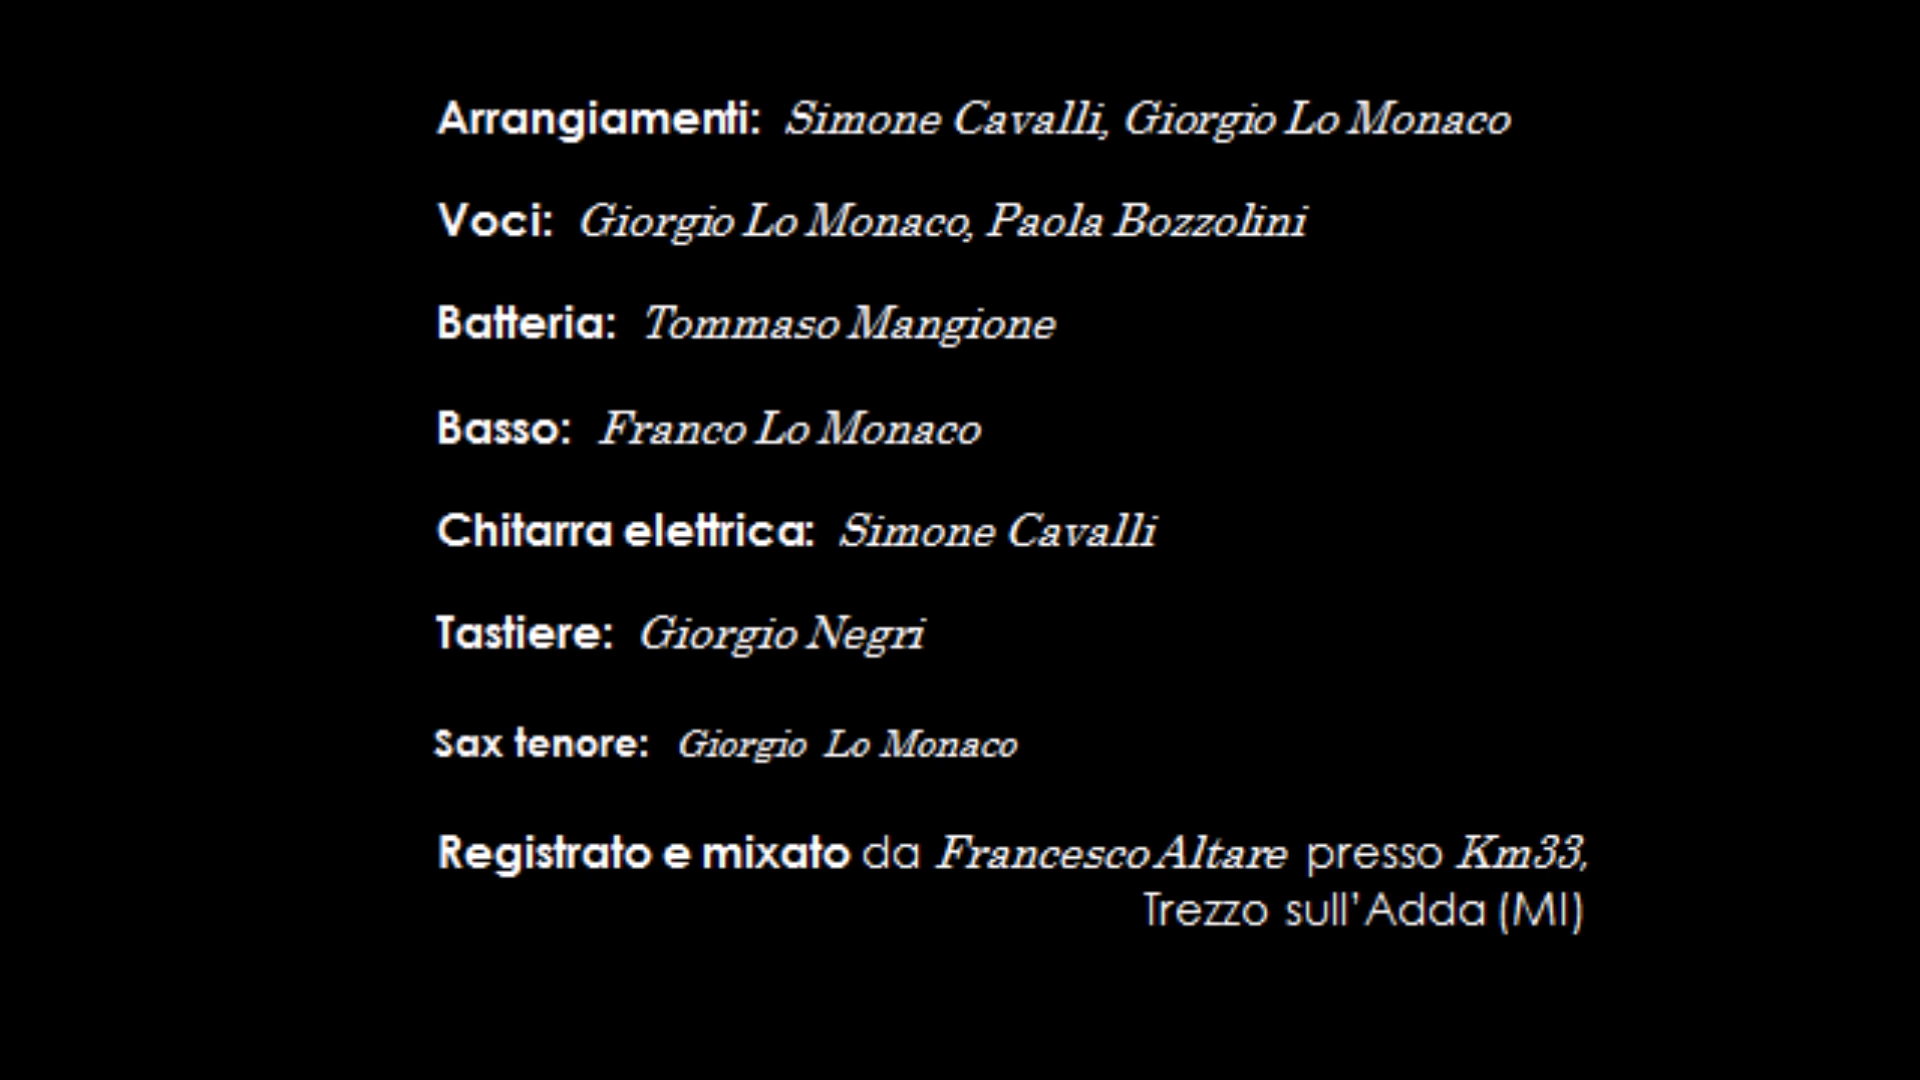 Arrangiamenti: Simone Cavalli, Giorgio Lo Monaco
Voci: Giorgio Lo Monaco, Paola Bozzolini
Batteria: Tommaso Mangione
Basso: Franco Lo Monaco
Chitarra elettrica: Simone Cavalli
Tastiere: Giorgio Negri
Sax tenore: Giorgio Lo Monaco
Registrato e mixato da Francesco Altare presso Km33,
Trezzo sull'Adda (MI)